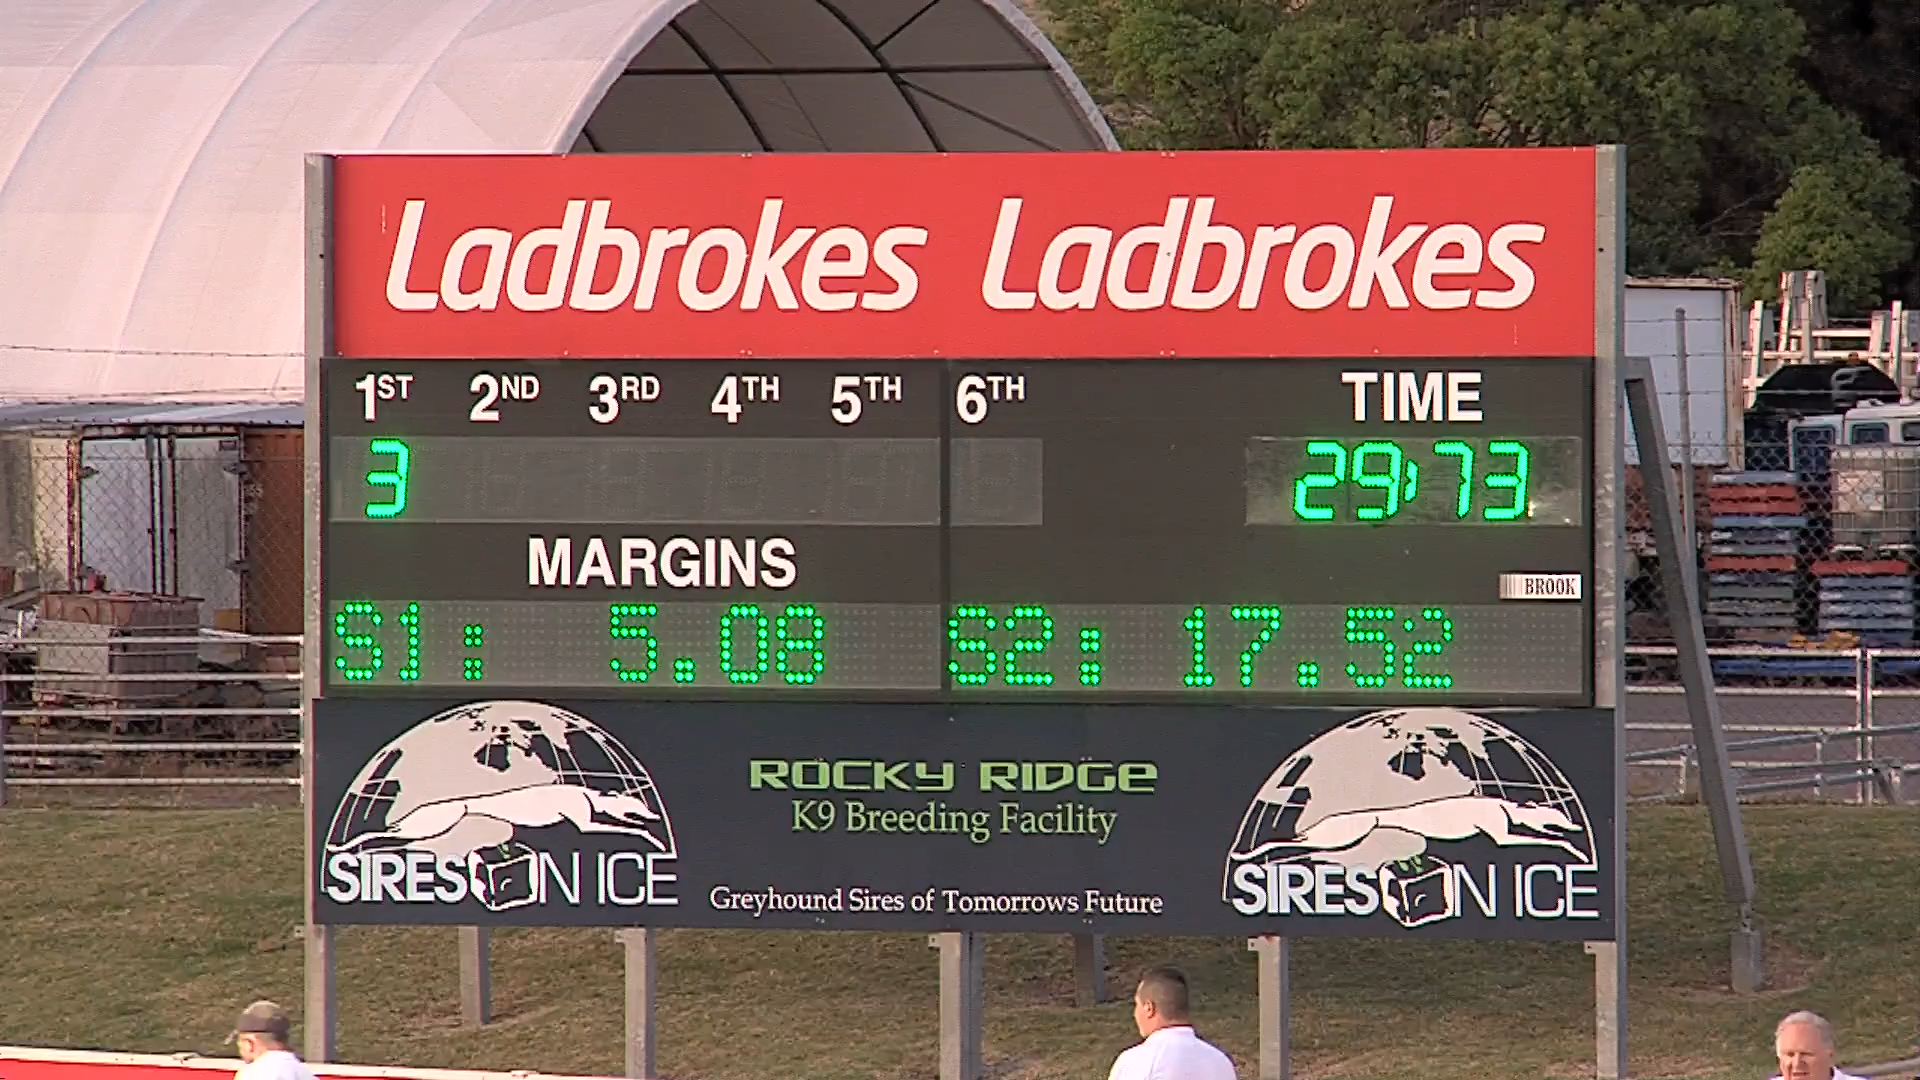 Ladbrokes Ladbrokes
1ST 2ND 3RD 4TH 5TH 6TH TIME
3 29:73
MARGINS
BROOK
S1: 5.08 S2: 17.52
ROCKY RIDGE
K9 Breeding Facility
SIRES ON ICE
Greyhound Sires of Tomorrows Future
SIRES ON ICE